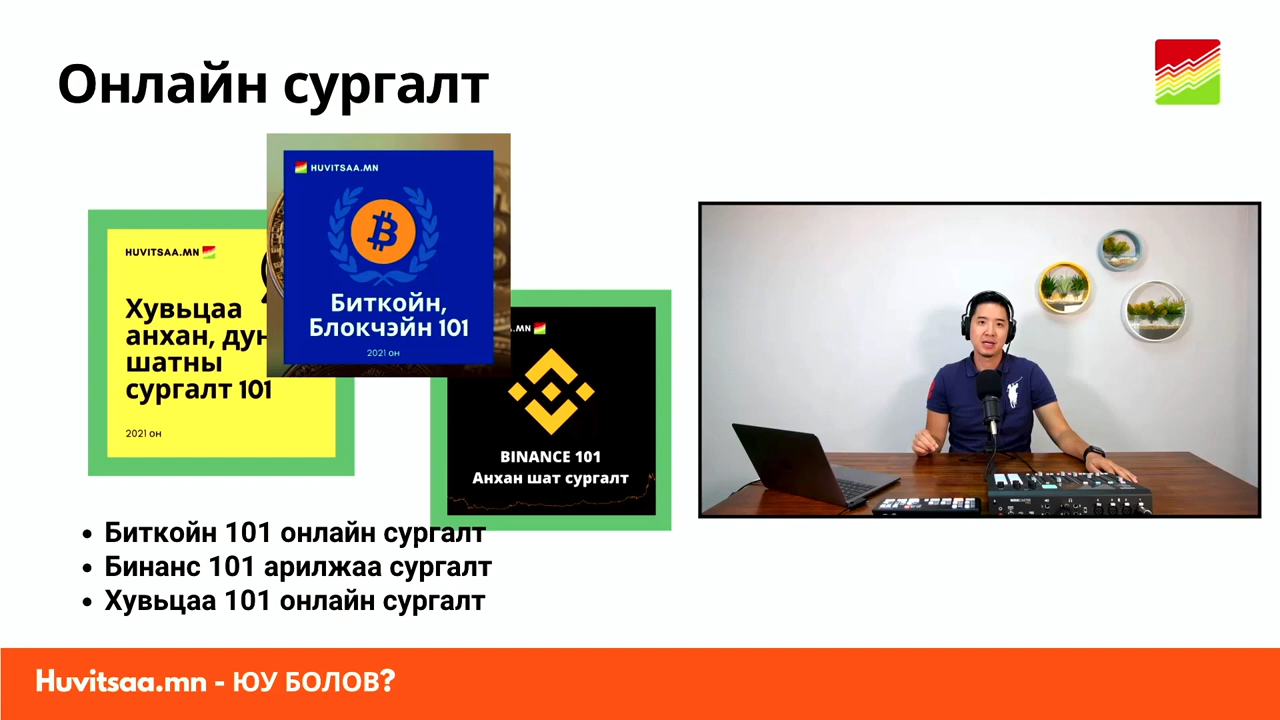 Онлайн сургалт
HUVITSAA.MN
Биткойн,
Блокчэйн 101
2021 он
HUVITSAA.MN
Хувьцаа
анхан, дун
шатны
сургалт 101
2021 он
.MN
BINANCE 101
Анхан шат сургалт
• Биткойн 101 онлайн сургалт
• Бинанс 101 арилжаа сургалт
• Хувьцаа 101 онлайн сургалт
Huvitsaa.mn - ЮУ БОЛОВ?